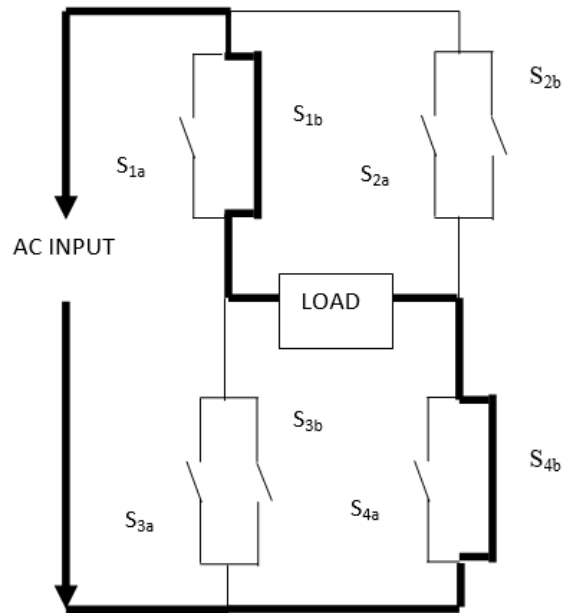 S2b
S1b
S1a
S2a
AC INPUT
LOAD
S3b
S4b
S3a
S4a